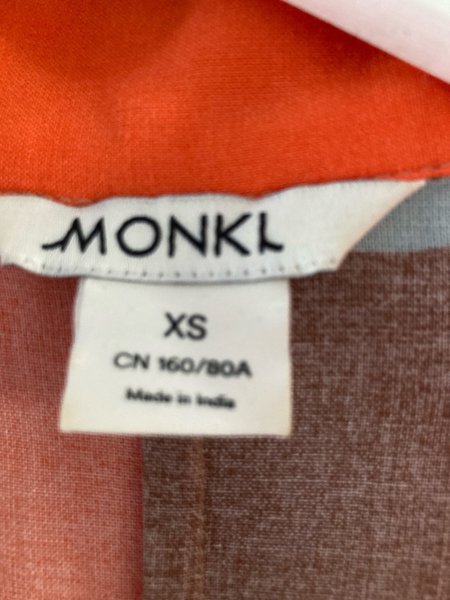 MONKI
XS
CN 160/80A
Made in India